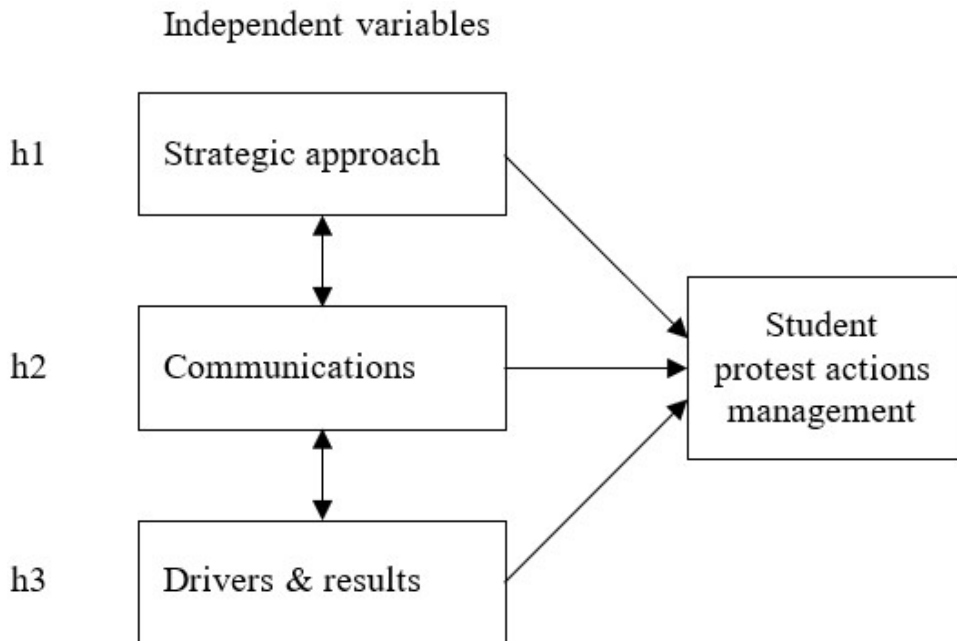 Independent variables
h1
Strategic approach
h2
Communications
Student
protest actions
management
h3
Drivers & results